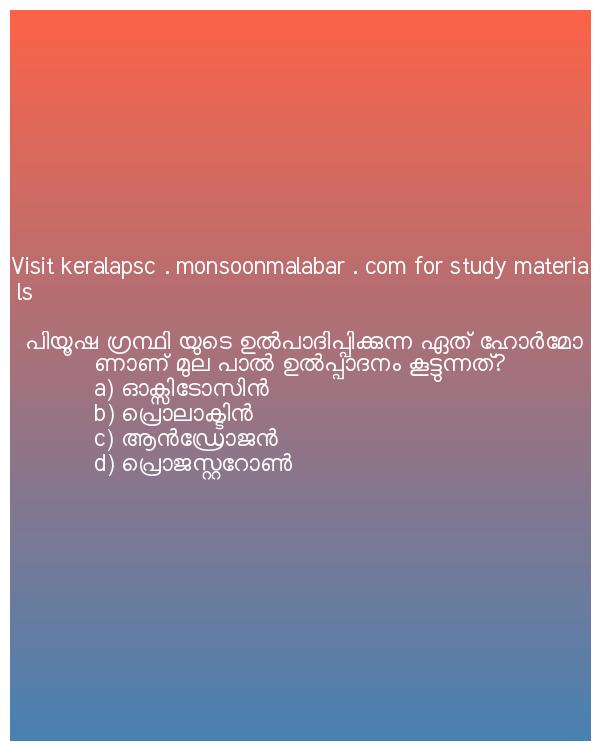 Visit keralapsc . monsoonmalabar . com for study materia
ls
പിയൂഷ ഗ്രന്ഥി യുടെ ഉൽപാദിപ്പിക്കുന്ന ഏത് ഹോർമോ
ണാണ് മുല പാൽ ഉൽപ്പാദനം കൂട്ടുന്നത്?
a) ഓക്സിടോസിൻ
b) പ്രൊലാക്ടിൻ
c) ആൻഡ്രോജൻ
d) പ്രൊജസ്റ്ററോൺ